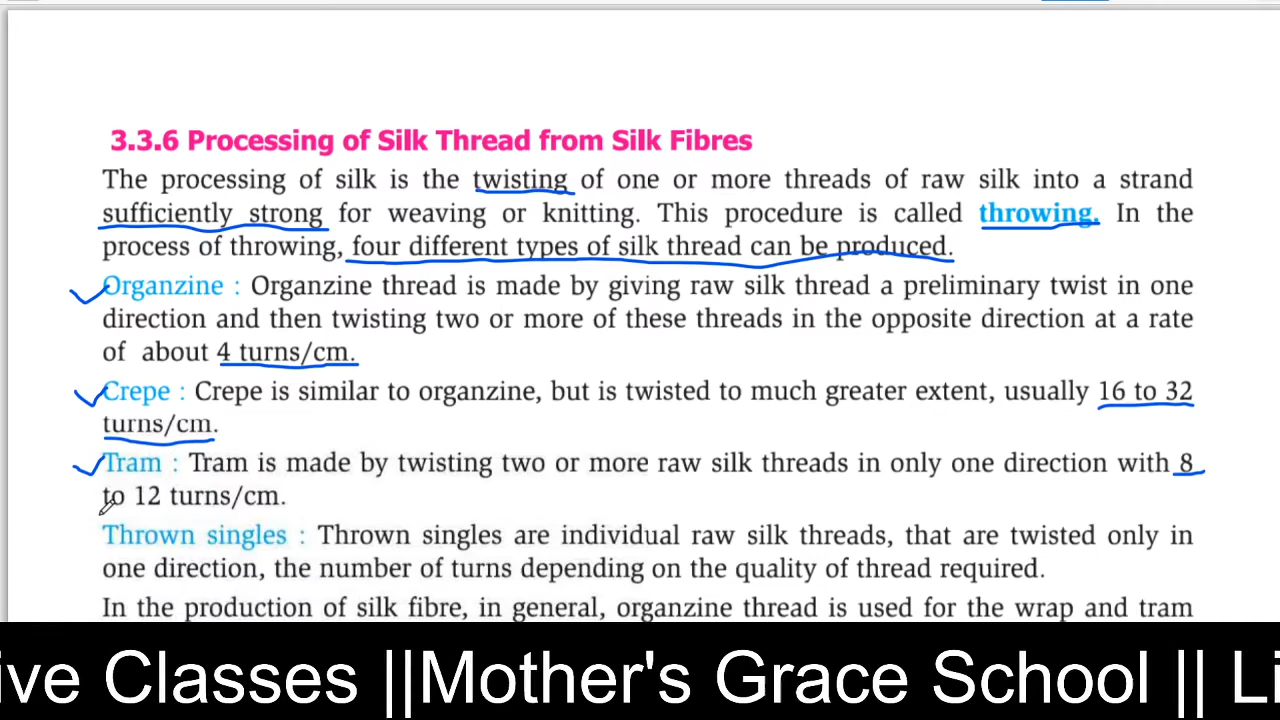 3.3.6 Processing of Silk Thread from Silk Fibres
The processing of silk is the twisting of one or more threads of raw silk into a strand
sufficiently strong for weaving or knitting. This procedure is called throwing. In the
process of throwing, four different types of silk thread can be produced.
Organzine : Organzine thread is made by giving raw silk thread a preliminary twist in one
direction and then twisting two or more of these threads in the opposite direction at a rate
of about 4 turns/cm.
Crepe : Crepe is similar to organzine, but is twisted to much greater extent, usually 16 to 32
turns/cm.
Tram : Tram is made by twisting two or more raw silk threads in only one direction with 8
to 12 turns/cm.
Thrown singles : Thrown singles are individual raw silk threads, that are twisted only in
one direction, the number of turns depending on the quality of thread required.
In the production of silk fibre, in general, organzine thread is used for the wrap and tram
ive Classes ||Mother's Grace School || Li